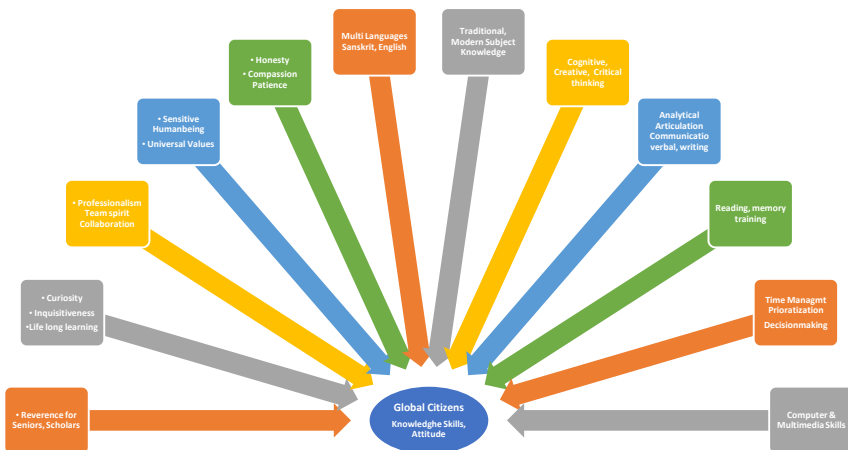 Multi Languages
Sanskrit, English
Traditional,
Modern Subject
Knowledge
• Honesty
• Compassion
Patience
Cognitive,
Creative, Critical
thinking
• Sensitive
Humanbeing
• Universal Values
Analytical
Articulation
Communicatio
verbal, writing
• Professionalism
Team spirit
Collaboration
Reading, memory
training
• Curiosity
• Inquisitiveness
•Life long learning
Time Managmt
Prioratization
Decisionmaking
• Reverence for
Seniors, Scholars
Global Citizens
Knowledghe Skills,
Attitude
Computer &
Multimedia Skills